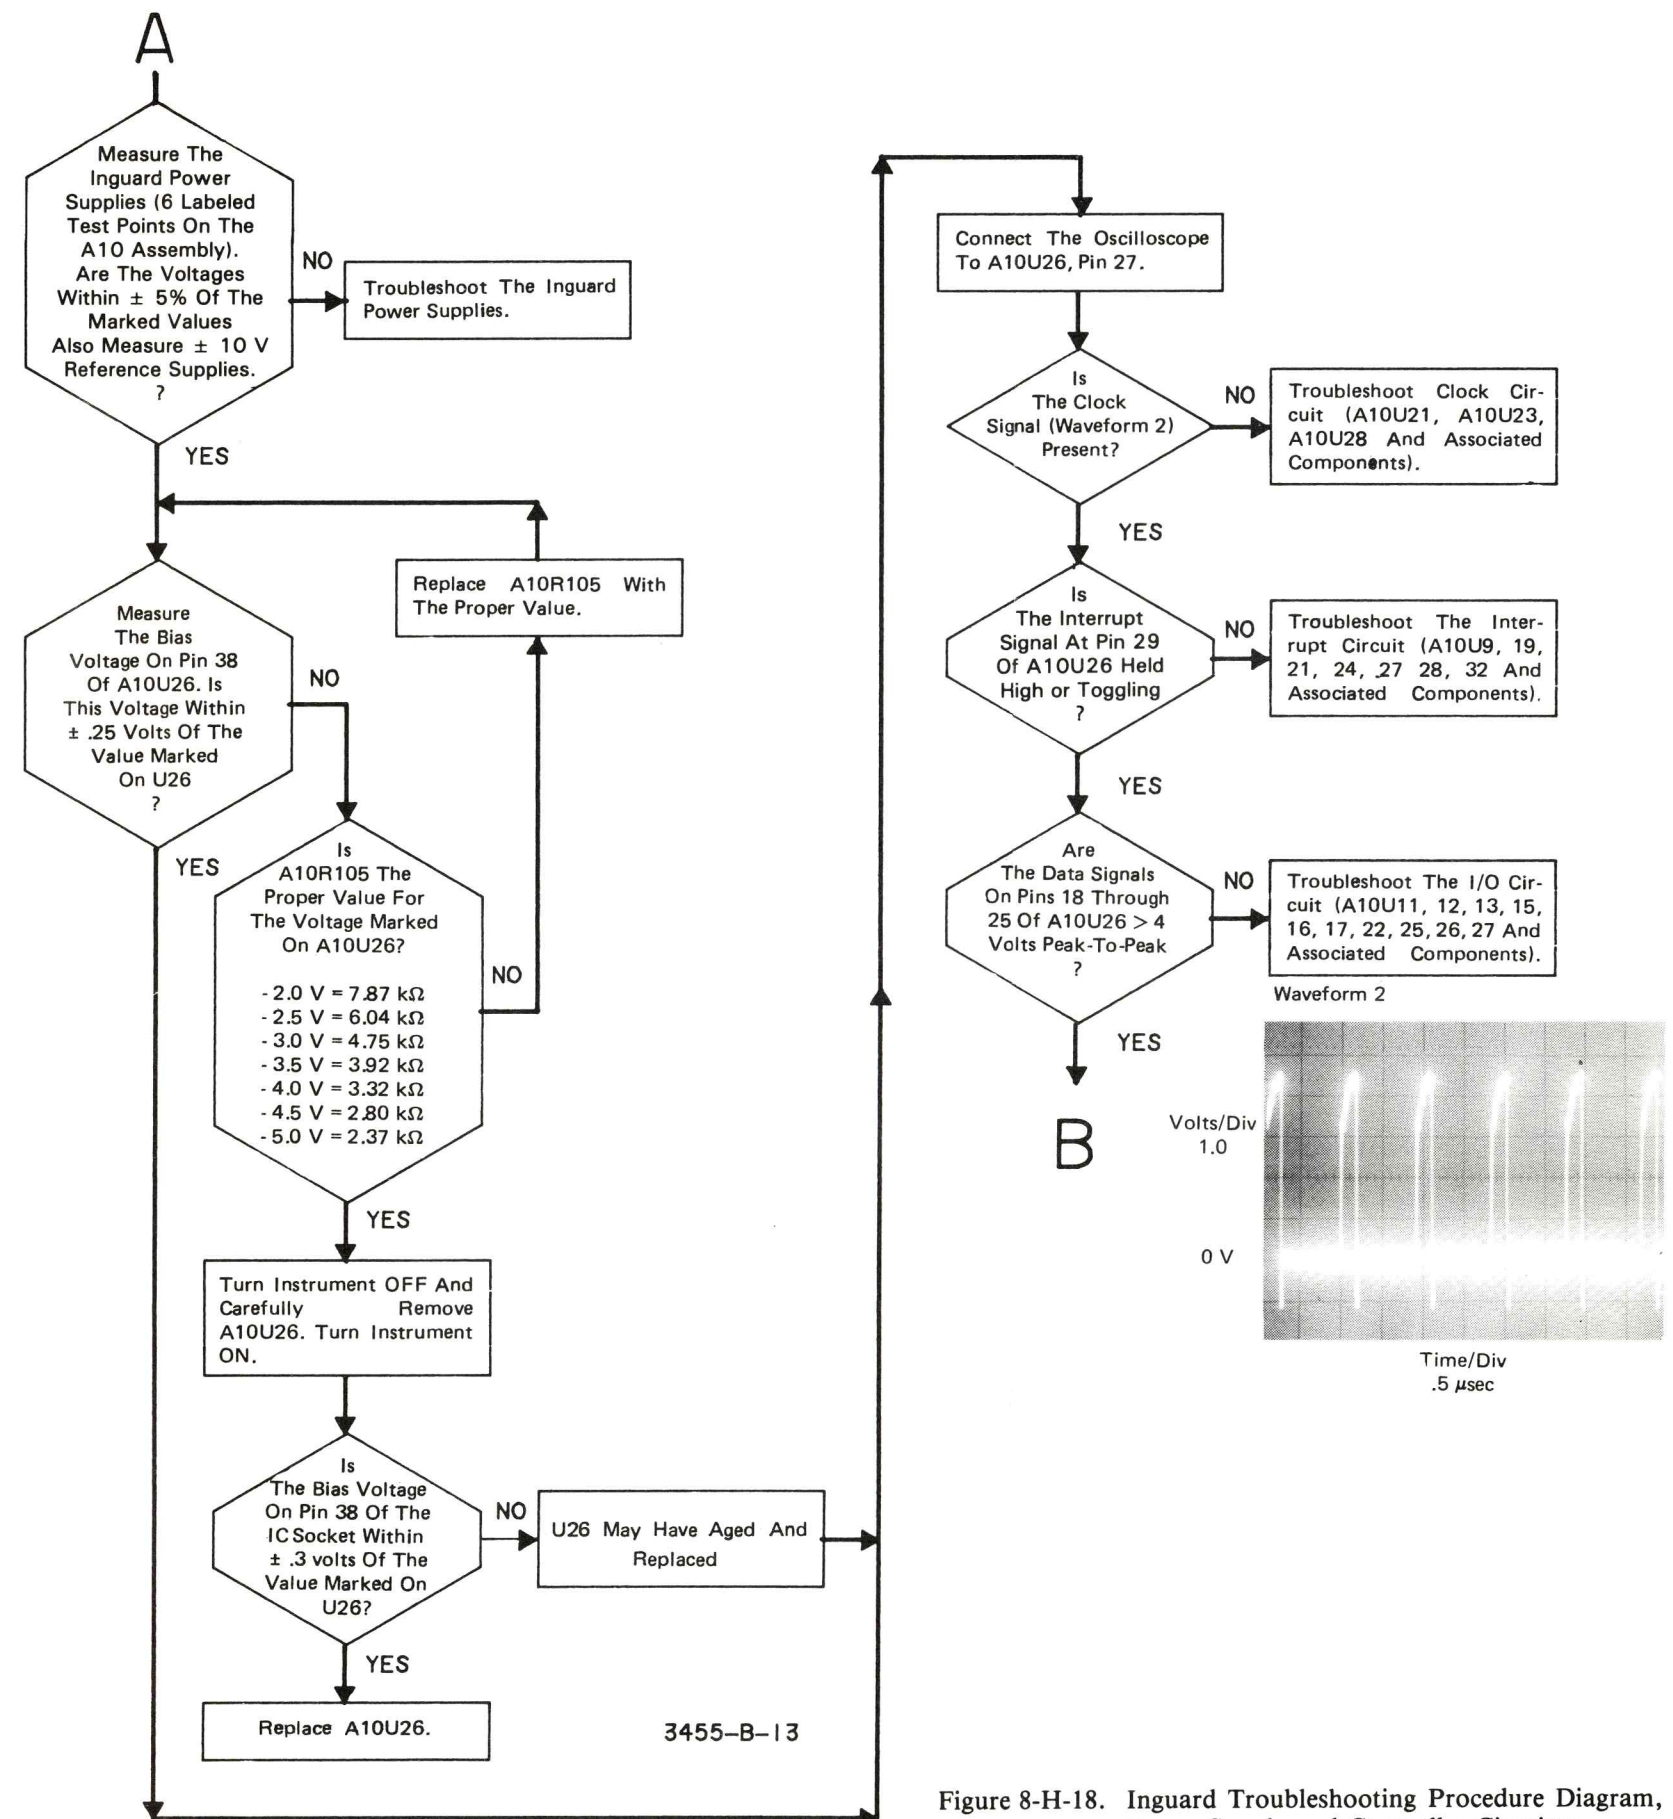 A
Measure The
Inguard Power
Supplies (6 Labeled
Test Points On The
A10 Assembly).
Are The Voltages
Within ± 5% Of The
Marked Values
Also Measure ± 10 V
Reference Supplies.
?
NO
Troubleshoot The Inguard
Power Supplies.
YES
Measure
The Bias
Voltage On Pin 38
Of A10U26. Is
This Voltage Within
± .25 Volts Of The
Value Marked
On U26
?
NO
YES
Replace A10R105 With
The Proper Value.
Is
A10R105 The
Proper Value For
The Voltage Marked
On A10U26?
- 2.0 V = 7.87 kΩ
- 2.5 V = 6.04 kΩ
- 3.0 V = 4.75 kΩ
- 3.5 V = 3.92 kΩ
- 4.0 V = 3.32 kΩ
- 4.5 V = 2.80 kΩ
- 5.0 V = 2.37 kΩ
NO
YES
Turn Instrument OFF And
Carefully Remove
A10U26. Turn Instrument
ON.
Is
The Bias Voltage
On Pin 38 Of The
IC Socket Within
± .3 volts Of The
Value Marked On
U26?
NO
U26 May Have Aged And
Replaced
YES
Replace A10U26.
3455-B-13
Connect The Oscilloscope
To A10U26, Pin 27.
Is
The Clock
Signal (Waveform 2)
Present?
NO
Troubleshoot Clock Cir-
cuit (A10U21, A10U23,
A10U28 And Associated
Components).
YES
Is
The Interrupt
Signal At Pin 29
Of A10U26 Held
High or Toggling
?
NO
Troubleshoot The Inter-
rupt Circuit (A10U9, 19,
21, 24, 27 28, 32 And
Associated Components).
YES
Are
The Data Signals
On Pins 18 Through
25 Of A10U26 > 4
Volts Peak-To-Peak
?
NO
Troubleshoot The I/O Cir-
cuit (A10U11, 12, 13, 15,
16, 17, 22, 25, 26, 27 And
Associated Components).
YES
B
Waveform 2
Volts/Div
1.0
0 V
Time/Div
.5 µsec
Figure 8-H-18. Inguard Troubleshooting Procedure Diagram,